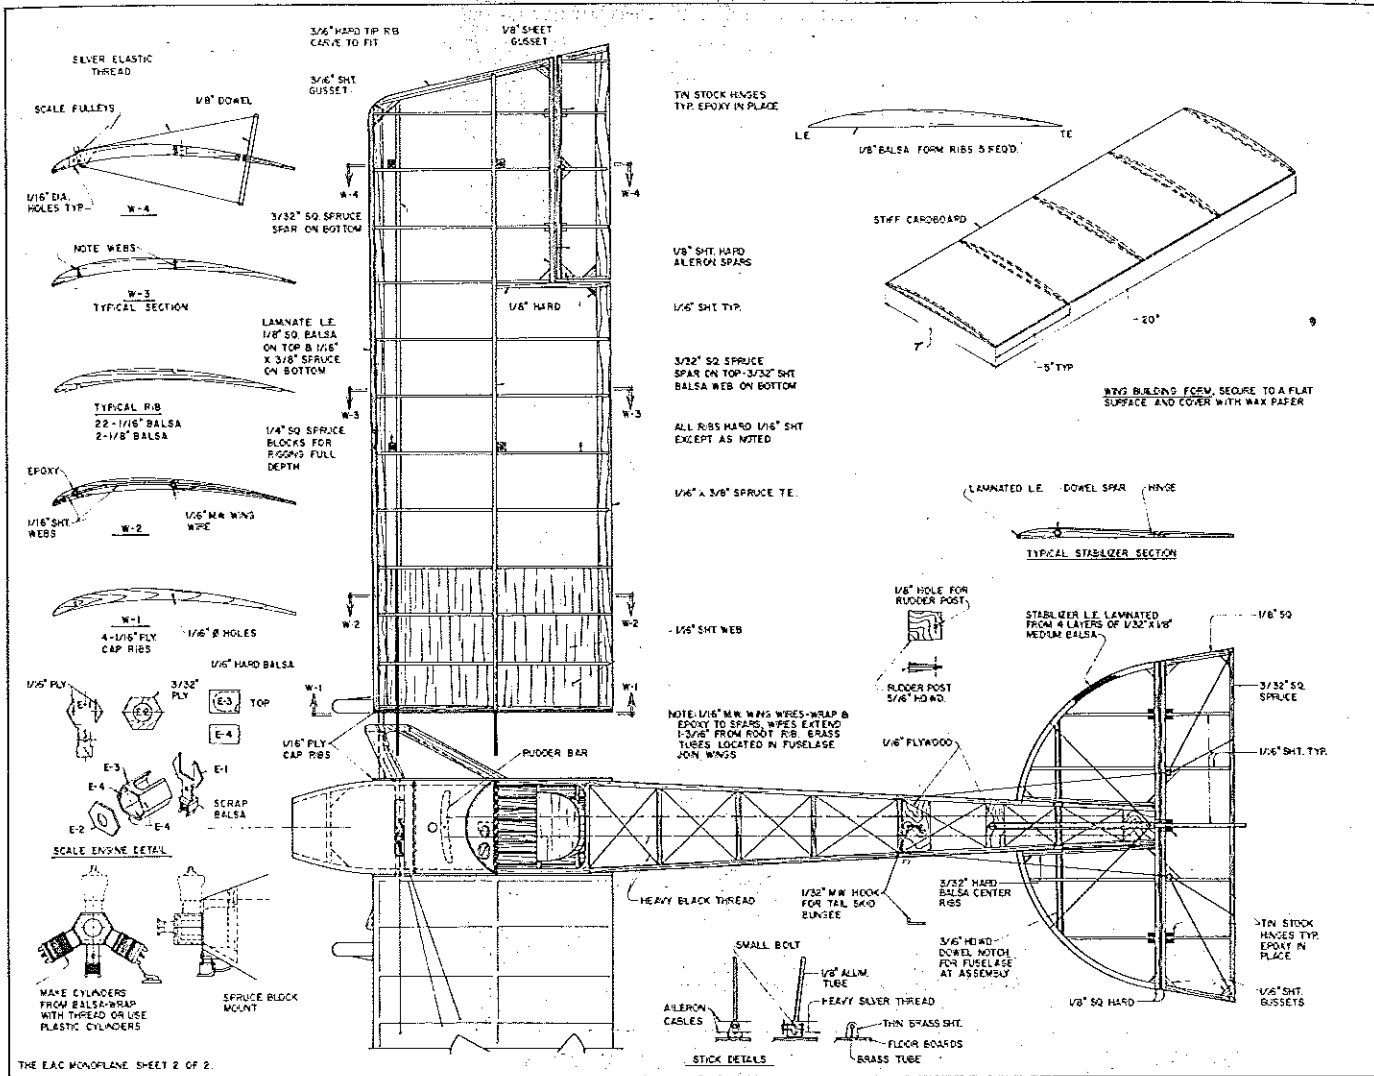 SILVER ELASTIC
THREAD
SCALE PULLEYS
1/8" DOWEL
1/16" DIA.
HOLES TYP.
W-4
NOTE WEBS
W-3
TYPICAL SECTION
TYPICAL RIB
22-1/16" BALSA
2-1/8" BALSA
EPOXY
1/16" SHT.
WEBS
W-2
1/16" M.W. WING
WIRE
W-1
4-1/16" PLY.
CAP RIBS
1/16" Ø HOLES
1/16" HARD BALSA
1/16" PLY
E-1
E-2
3/32"
PLY
E-3
TOP
E-4
E-3
E-4
E-1
E-2
E-4
SCRAP
BALSA
SCALE ENGINE DETAIL
MAKE CYLINDERS
FROM BALSA-WRAP
WITH THREAD OR USE
PLASTIC CYLINDERS
SPRUCE BLOCK
MOUNT
THE E.A.C MONOPLANE SHEET 2 OF 2.
3/16" HARD TIP RIB
CARVE TO FIT
1/8" SHEET
GUSSET
3/16" SHT.
GUSSET
W-4
W-4
3/32" SQ. SPRUCE
SPAR ON BOTTOM
1/8" HARD
LAMINATE L.E.
1/8" SQ. BALSA
ON TOP & 1/16"
X 3/8" SPRUCE
ON BOTTOM
W-3
W-3
1/4" SQ SPRUCE
BLOCKS FOR
RIGGING FULL
DEPTH
W-2
W-2
W-1
W-1
1/16" PLY
CAP RIBS
RUDDER BAR
TIN STOCK HINGES
TYP. EPOXY IN PLACE
1/8" SHT. HARD
AILERON SPARS
1/16" SHT TYP.
3/32" SQ SPRUCE
SPAR ON TOP-3/32" SHT
BALSA WEB ON BOTTOM
ALL RIBS HARD 1/16" SHT
EXCEPT AS NOTED
1/16" X 3/8" SPRUCE T.E.
1/16" SHT WEB
NOTE: 1/16" M.W. WING WIRES-WRAP &
EPOXY TO SPARS, WIRES EXTEND
1-3/16" FROM ROOT RIB. BRASS
TUBES LOCATED IN FUSELAGE
JOIN WINGS
L.E.
T.E
1/8" BALSA FORM RIBS 5 REQ'D.
STIFF CARDBOARD
7"
20"
5" TYP
WING BUILDING FORM, SECURE TO A FLAT
SURFACE AND COVER WITH WAX PAPER
LAMINATED L.E.
DOWEL SPAR
HINGE
TYPICAL STABILIZER SECTION
1/8" HOLE FOR
RUDDER POST
RUDDER POST
5/16" HDWD.
STABILIZER L.E. LAMINATED
FROM 4 LAYERS OF 1/32" X 1/8"
MEDIUM BALSA
1/8" SQ
3/32" SQ.
SPRUCE
1/16" SHT. TYP.
1/16" PLYWOOD
HEAVY BLACK THREAD
1/32" M.W. HOOK
FOR TAIL SKID
BUNGEE
3/32" HARD
BALSA CENTER
RIBS
3/16" HDWD
DOWEL NOTCH
FOR FUSELAGE
AT ASSEMBLY
1/8" SQ HARD
TIN STOCK
HINGES TYP.
EPOXY IN
PLACE
1/16" SHT.
GUSSETS
SMALL BOLT
1/8" ALUM.
TUBE
HEAVY SILVER THREAD
AILERON
CABLES
THIN BRASS SHT.
FLOOR BOARDS
BRASS TUBE
STICK DETAILS